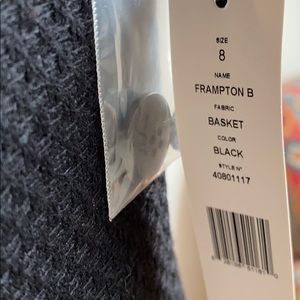 SIZE
8
NAME
FRAMPTON B
FABRIC
BASKET
COLOR
BLACK
STYLE Nº
40801117